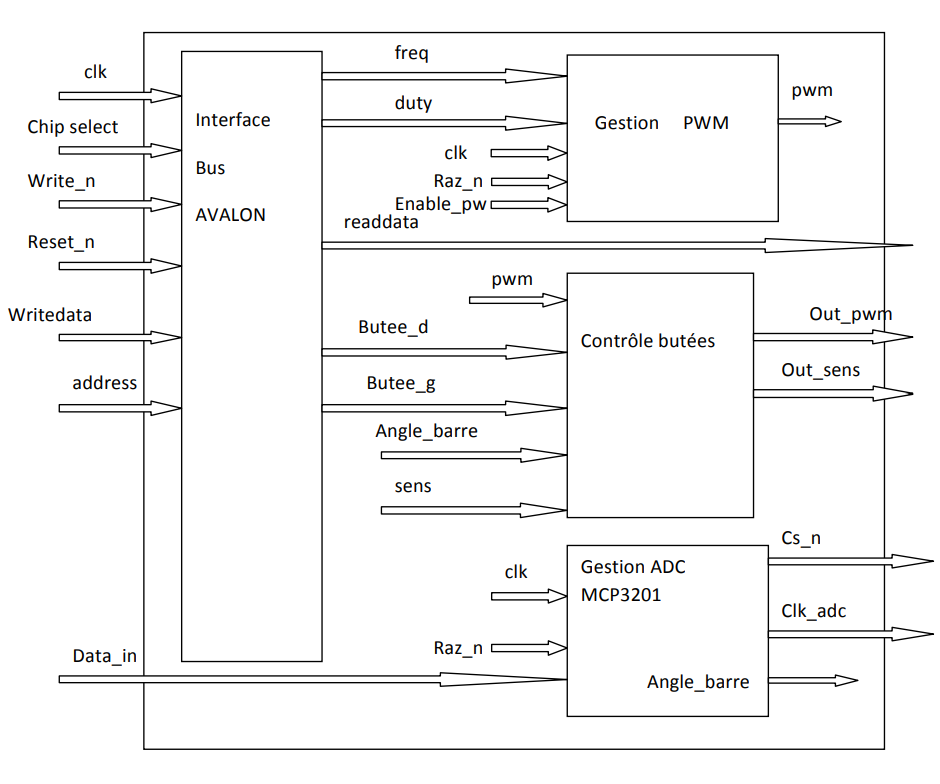 clk
Chip select
Write_n
Reset_n
Writedata
address
Data_in
Interface
Bus
AVALON
freq
duty
clk
Raz_n
Enable_pw
readdata
Gestion PWM
pwm
pwm
Butee_d
Butee_g
Angle_barre
sens
Contrôle butées
Out_pwm
Out_sens
clk
Raz_n
Gestion ADC
MCP3201
Angle_barre
Cs_n
Clk_adc